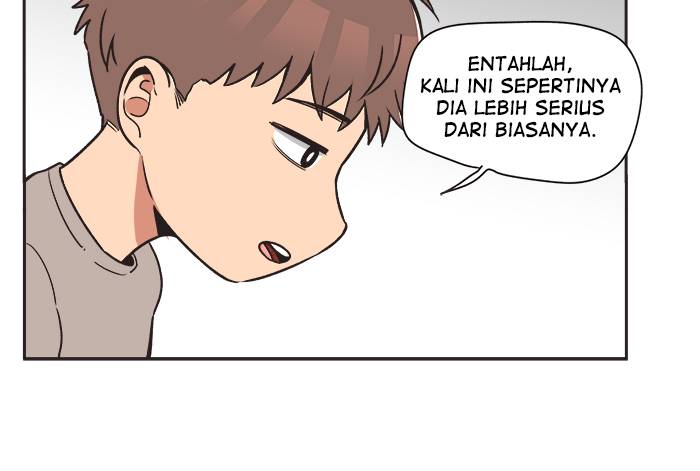 ENTAHLAH,
KALI INI SEPERTINYA
DIA LEBIH SERIUS
DARI BIASANYA.